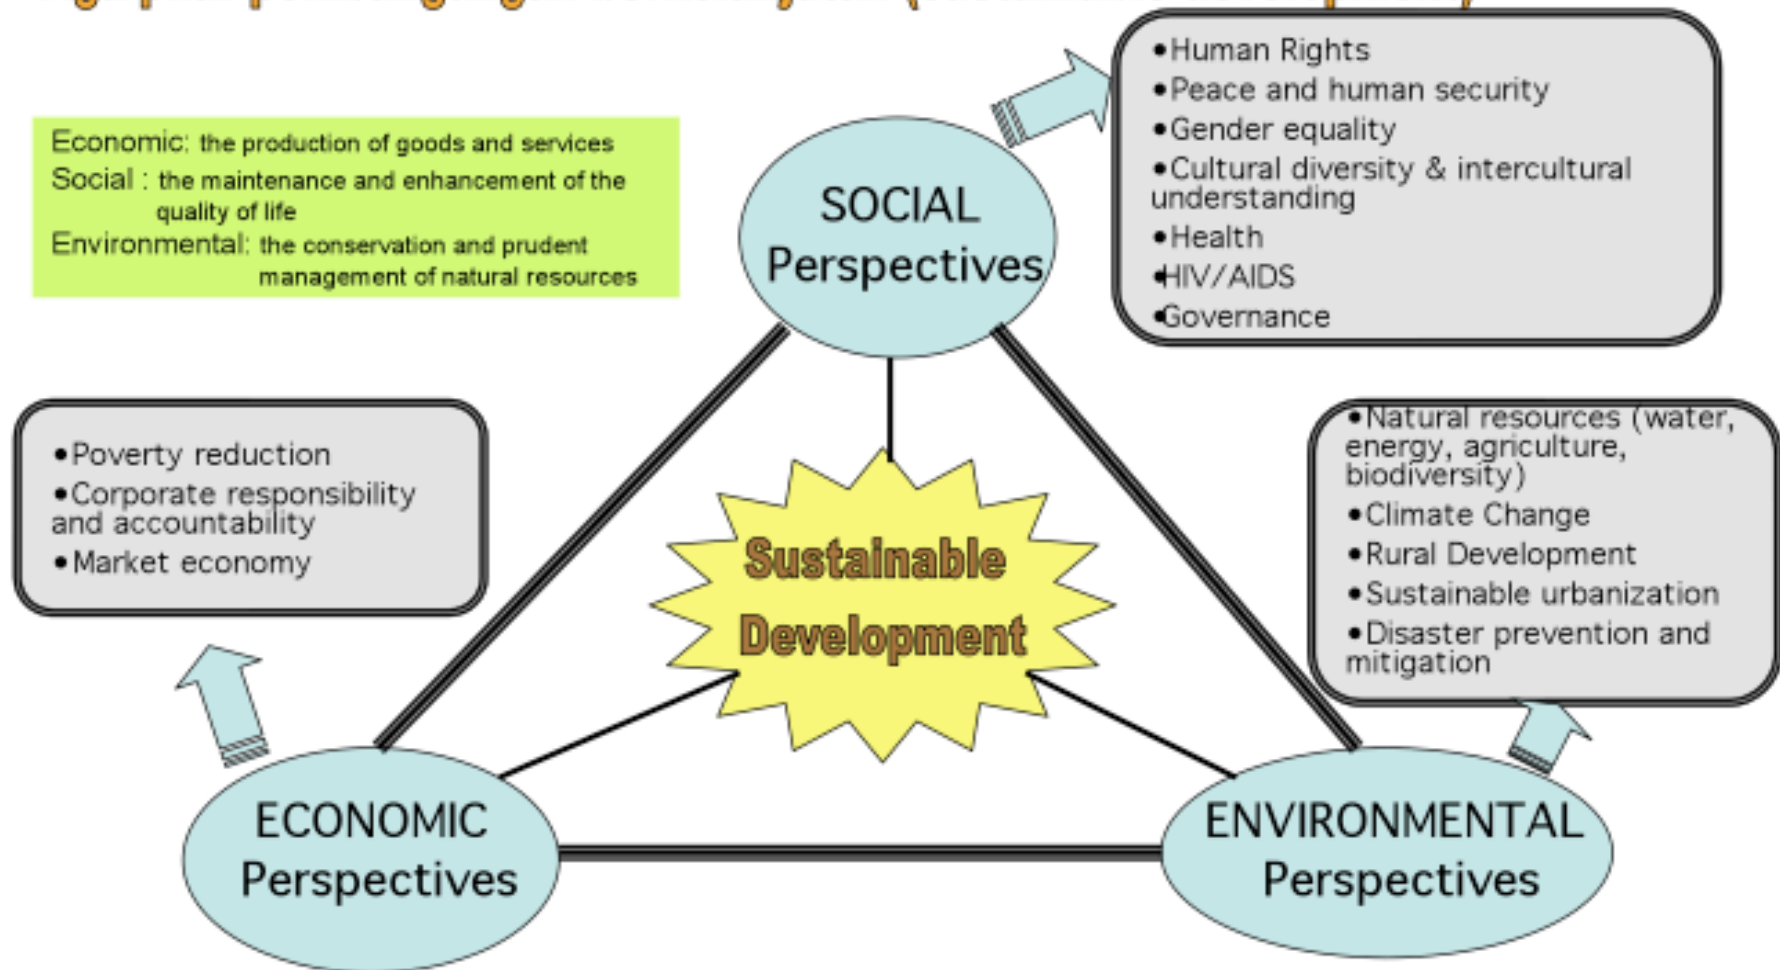 •Human Rights
•Peace and human security
•Gender equality
•Cultural diversity & intercultural
understanding
•Health
•HIV/AIDS
•Governance
Economic: the production of goods and services
Social : the maintenance and enhancement of the
quality of life
Environmental: the conservation and prudent
management of natural resources
SOCIAL
Perspectives
•Poverty reduction
•Corporate responsibility
and accountability
•Market economy
•Natural resources (water,
energy, agriculture,
biodiversity)
•Climate Change
•Rural Development
•Sustainable urbanization
•Disaster prevention and
mitigation
Sustainable
Development
ECONOMIC
Perspectives
ENVIRONMENTAL
Perspectives